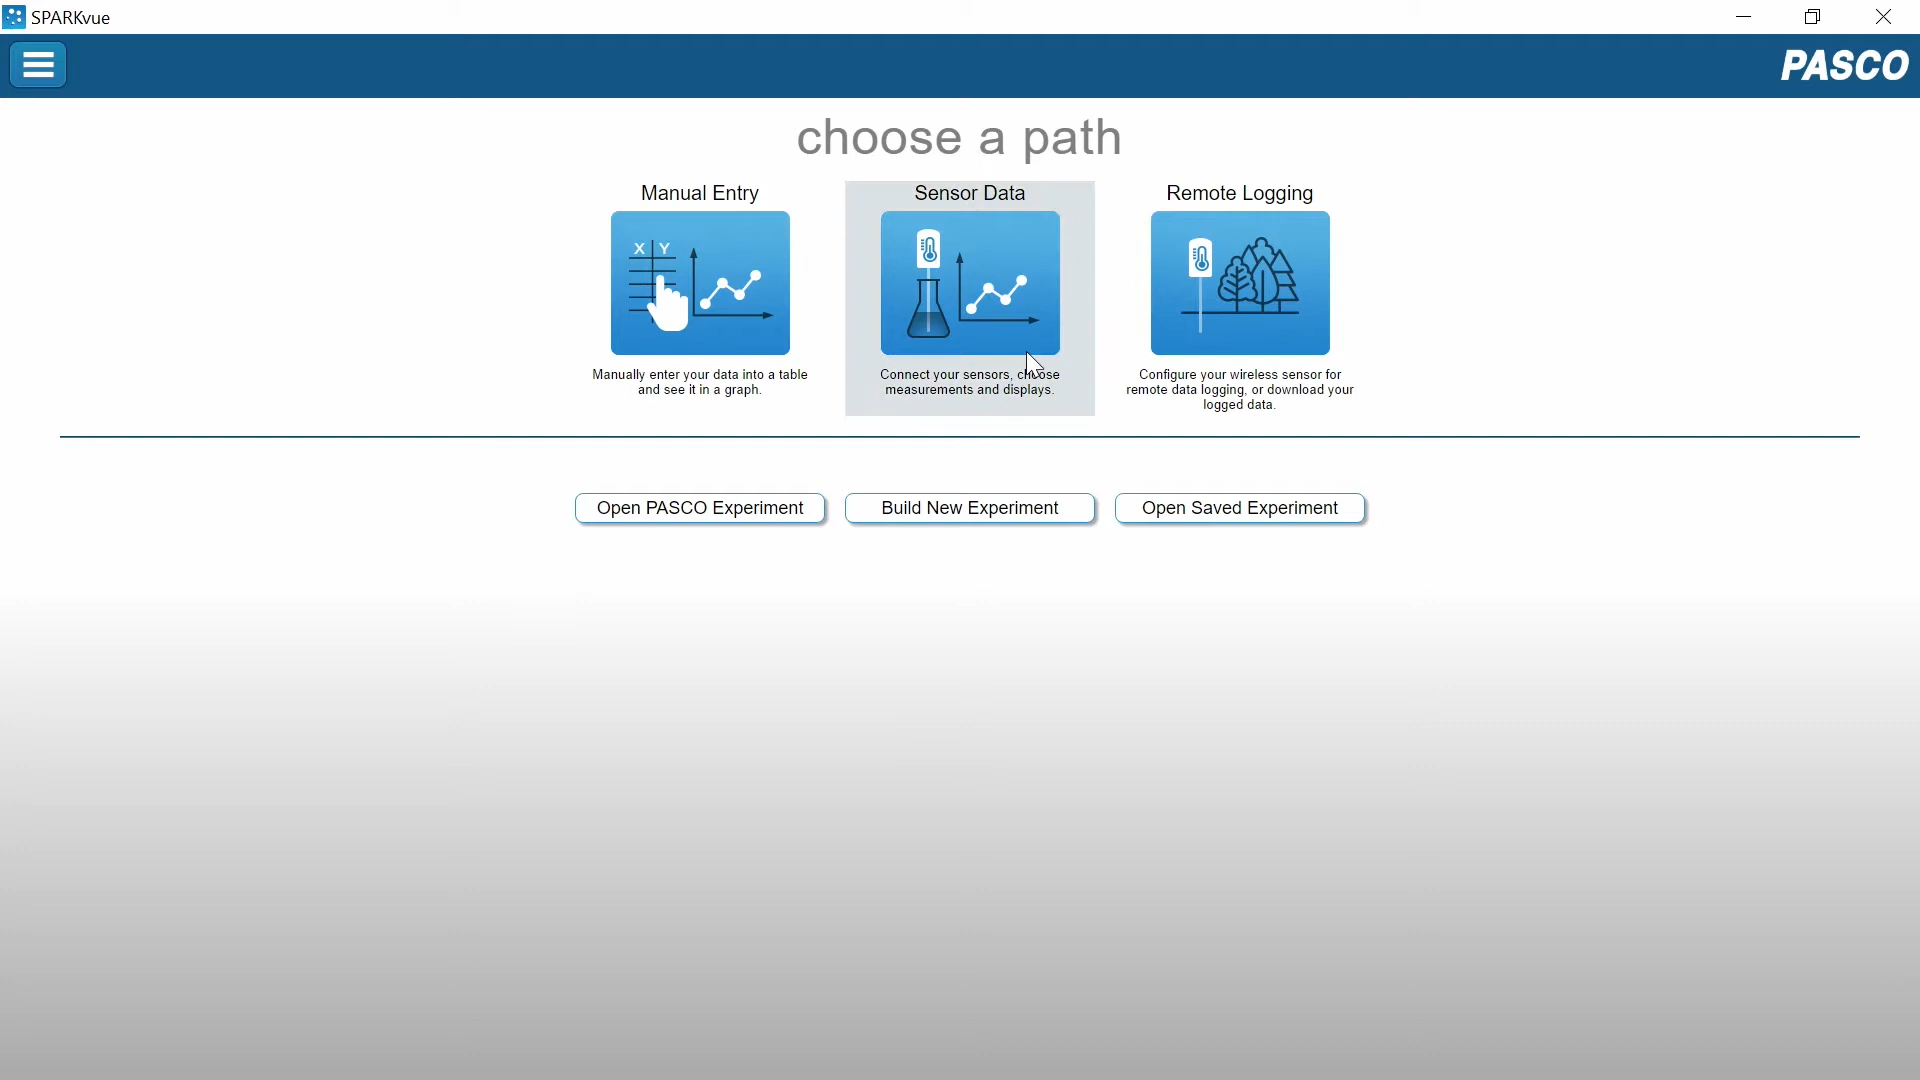 SPARKvue
PASCO
choose a path
Manual Entry
X Y
Manually enter your data into a table
and see it in a graph.
Sensor Data
Connect your sensors, choose
measurements and displays.
Remote Logging
Configure your wireless sensor for
remote data logging, or download your
logged data.
Open PASCO Experiment
Build New Experiment
Open Saved Experiment